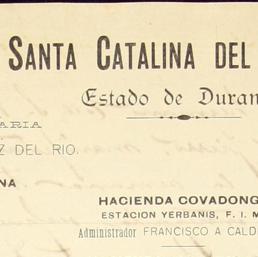 SANTA CATALINA DEL
Estado de Duran
ARIA
Z DEL RIO.
NA
HACIENDA COVADONG
ESTACION YERBANIS, F. I. M
Administrador FRANCISCO A CALD